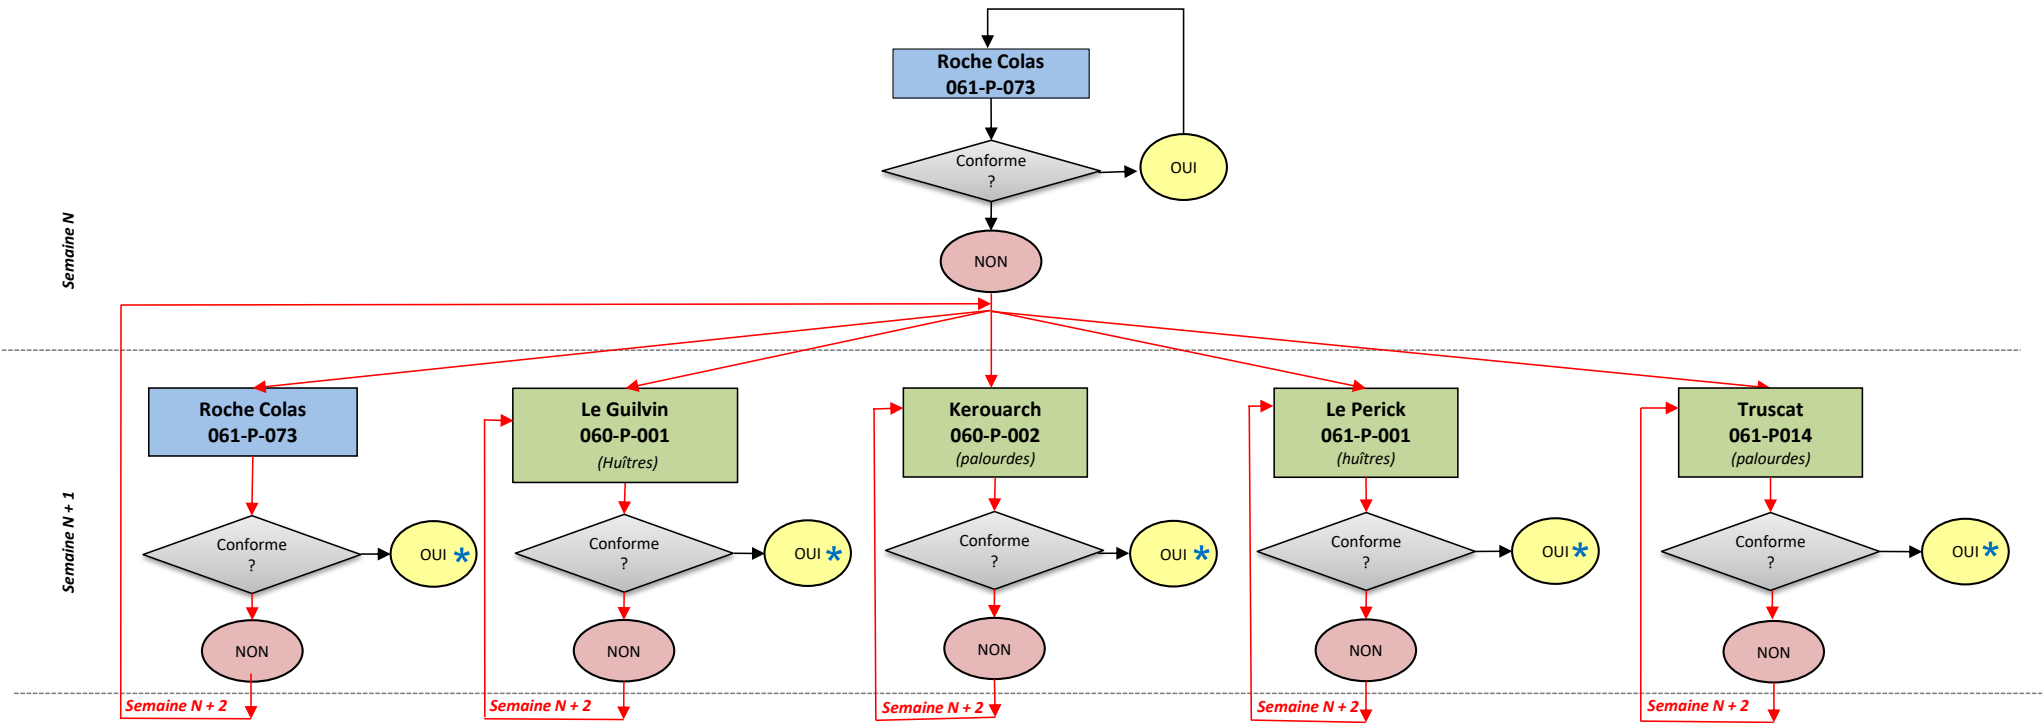 Roche Colas
061-P-073
Conforme
?
OUI
NON
Semaine N
Roche Colas
061-P-073
Le Guilvin
060-P-001
(Huîtres)
Kerouarch
060-P-002
(palourdes)
Le Perick
061-P-001
(huîtres)
Truscat
061-P014
(palourdes)
Semaine N + 1
Conforme
?
OUI *
Conforme
?
OUI *
Conforme
?
OUI *
Conforme
?
OUI *
Conforme
?
OUI *
NON
NON
NON
NON
NON
Semaine N + 2
Semaine N + 2
Semaine N + 2
Semaine N + 2
Semaine N + 2